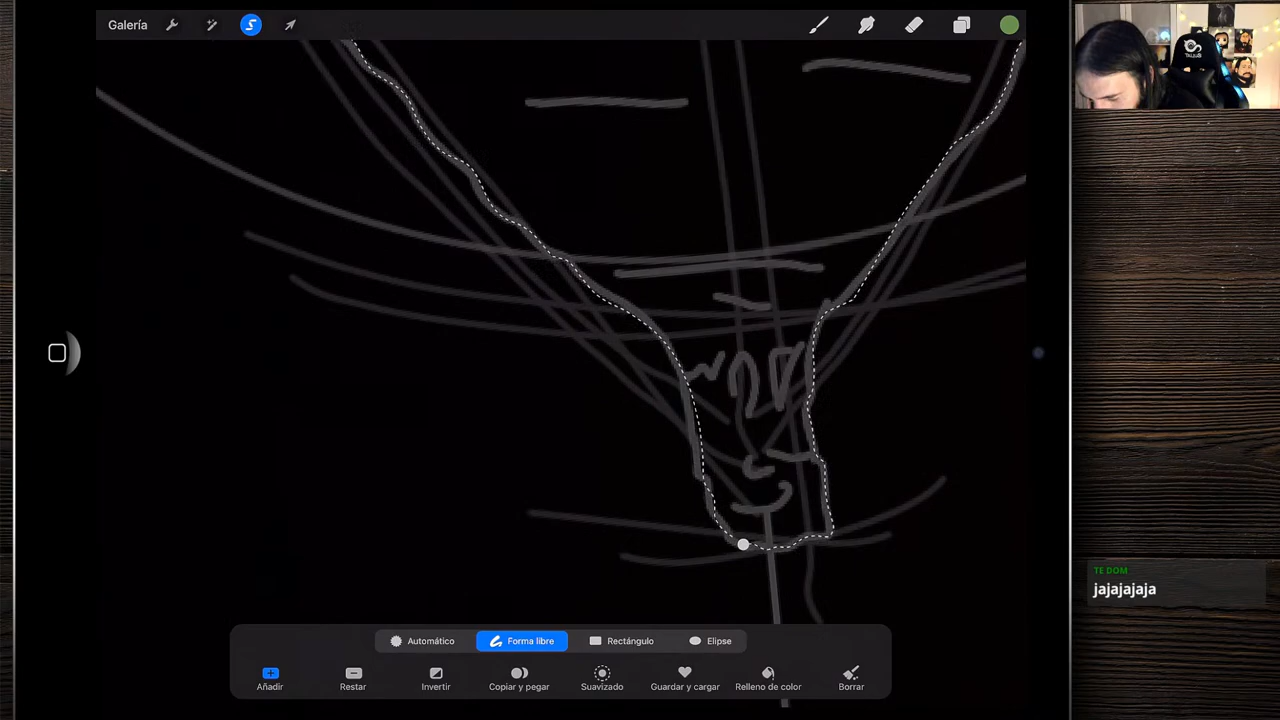 Galería
Automático
Forma libre
Rectángulo
Elipse
Añadir
Restar
Invertir
Copiar y pegar
Suavizado
Guardar y cargar
Relleno de color
Borrar
TE DOM_
jajajajaja